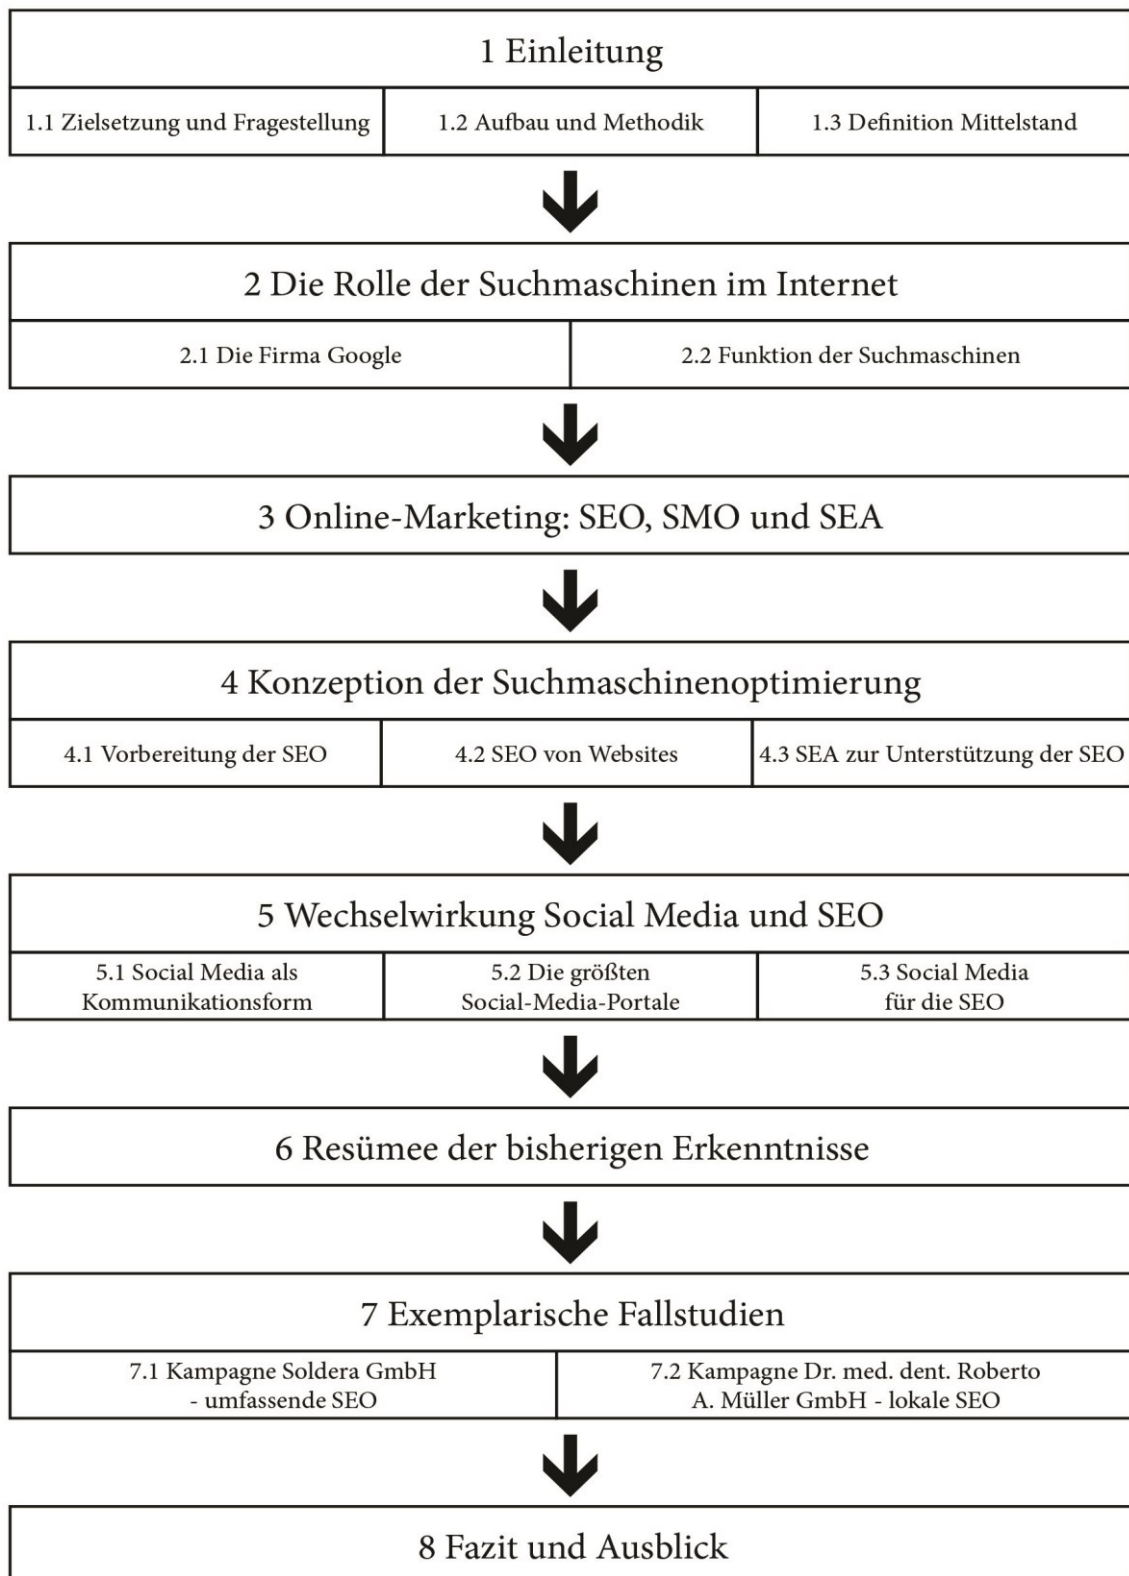 1 Einleitung
1.1 Zielsetzung und Fragestellung
1.2 Aufbau und Methodik
1.3 Definition Mittelstand
2 Die Rolle der Suchmaschinen im Internet
2.1 Die Firma Google
2.2 Funktion der Suchmaschinen
3 Online-Marketing: SEO, SMO und SEA
4 Konzeption der Suchmaschinenoptimierung
4.1 Vorbereitung der SEO
4.2 SEO von Websites
4.3 SEA zur Unterstützung der SEO
5 Wechselwirkung Social Media und SEO
5.1 Social Media als
Kommunikationsform
5.2 Die größten
Social-Media-Portale
5.3 Social Media
für die SEO
6 Resümee der bisherigen Erkenntnisse
7 Exemplarische Fallstudien
7.1 Kampagne Soldera GmbH
- umfassende SEO
7.2 Kampagne Dr. med. dent. Roberto
A. Müller GmbH - lokale SEO
8 Fazit und Ausblick